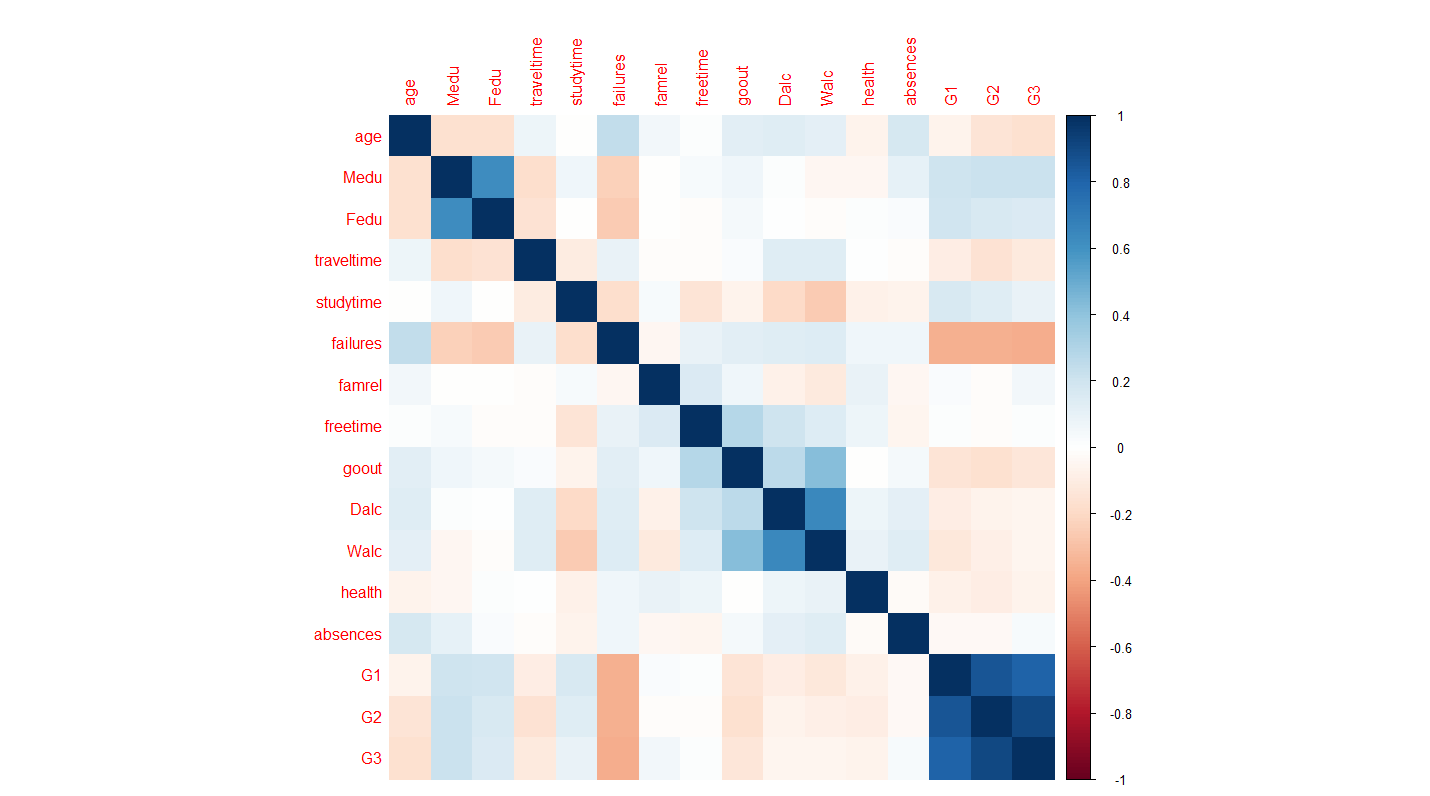 age Medu Fedu traveltime studytime failures famrel freetime goout Dalc Walc health absences G1 G2 G3
age
Medu
Fedu
traveltime
studytime
failures
famrel
freetime
goout
Dalc
Walc
health
absences
G1
G2
G3
1
0.8
0.6
0.4
0.2
0
-0.2
-0.4
-0.6
-0.8
-1